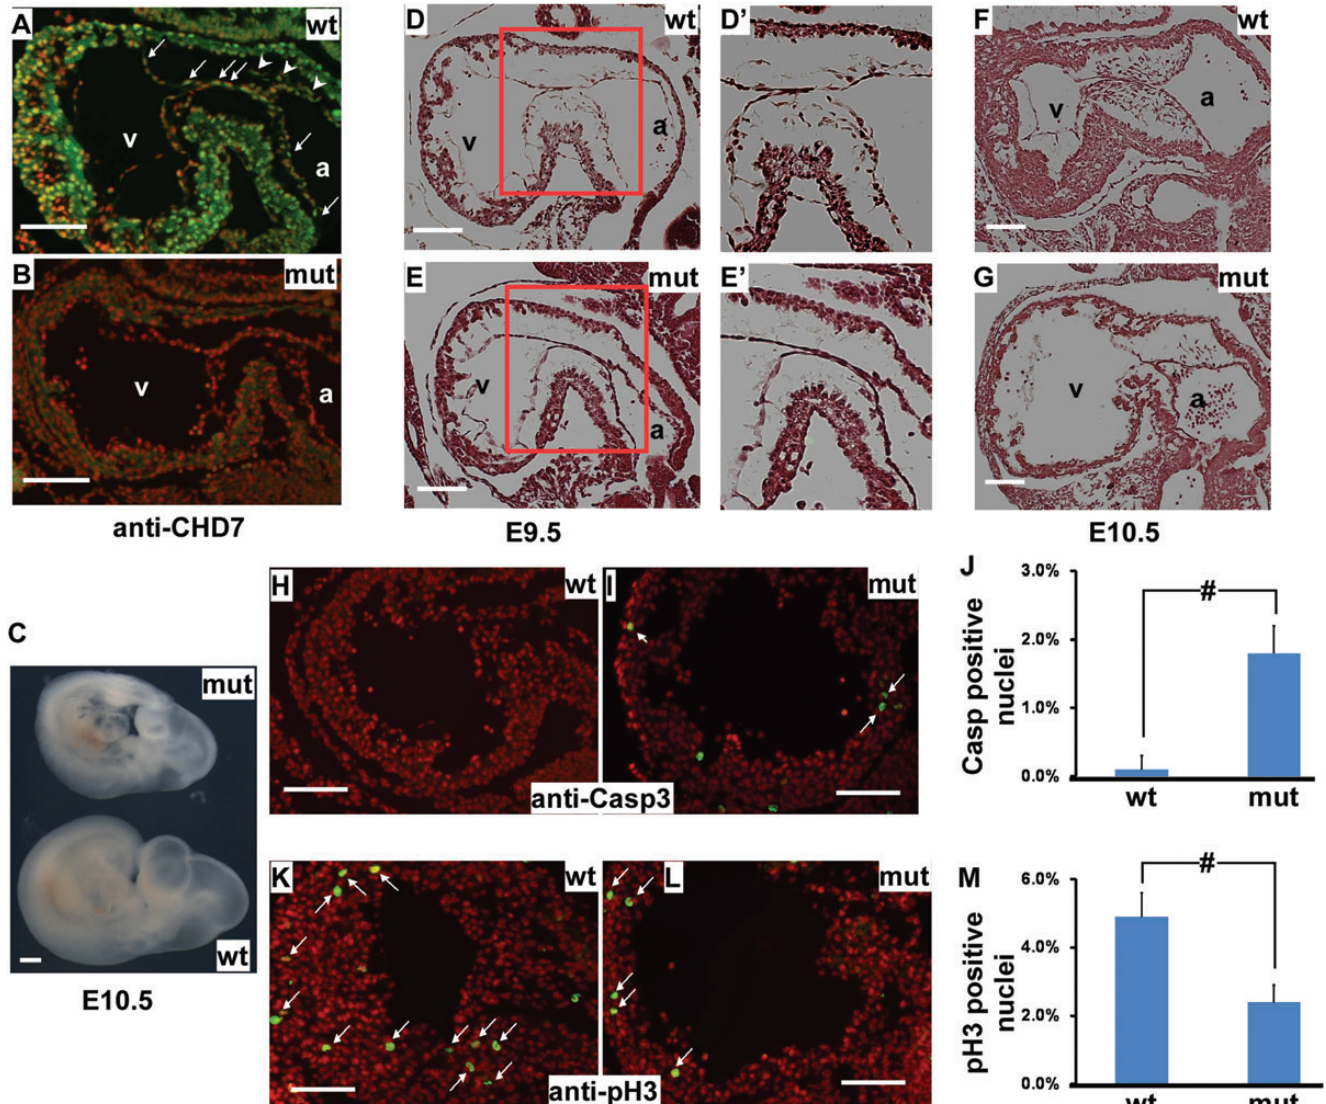 A wt
v
a
B mut
v
a
anti-CHD7
D wt
v
a
D’
E mut
v
a
E’
E9.5
F wt
v
a
G mut
v
a
E10.5
C
mut
wt
E10.5
H wt
I mut
anti-Casp3
J
Casp positive
nuclei
3.0%
2.0%
1.0%
0.0%
#
wt mut
K wt
L mut
anti-pH3
M
pH3 positive
nuclei
6.0%
4.0%
2.0%
0.0%
#
wt mut